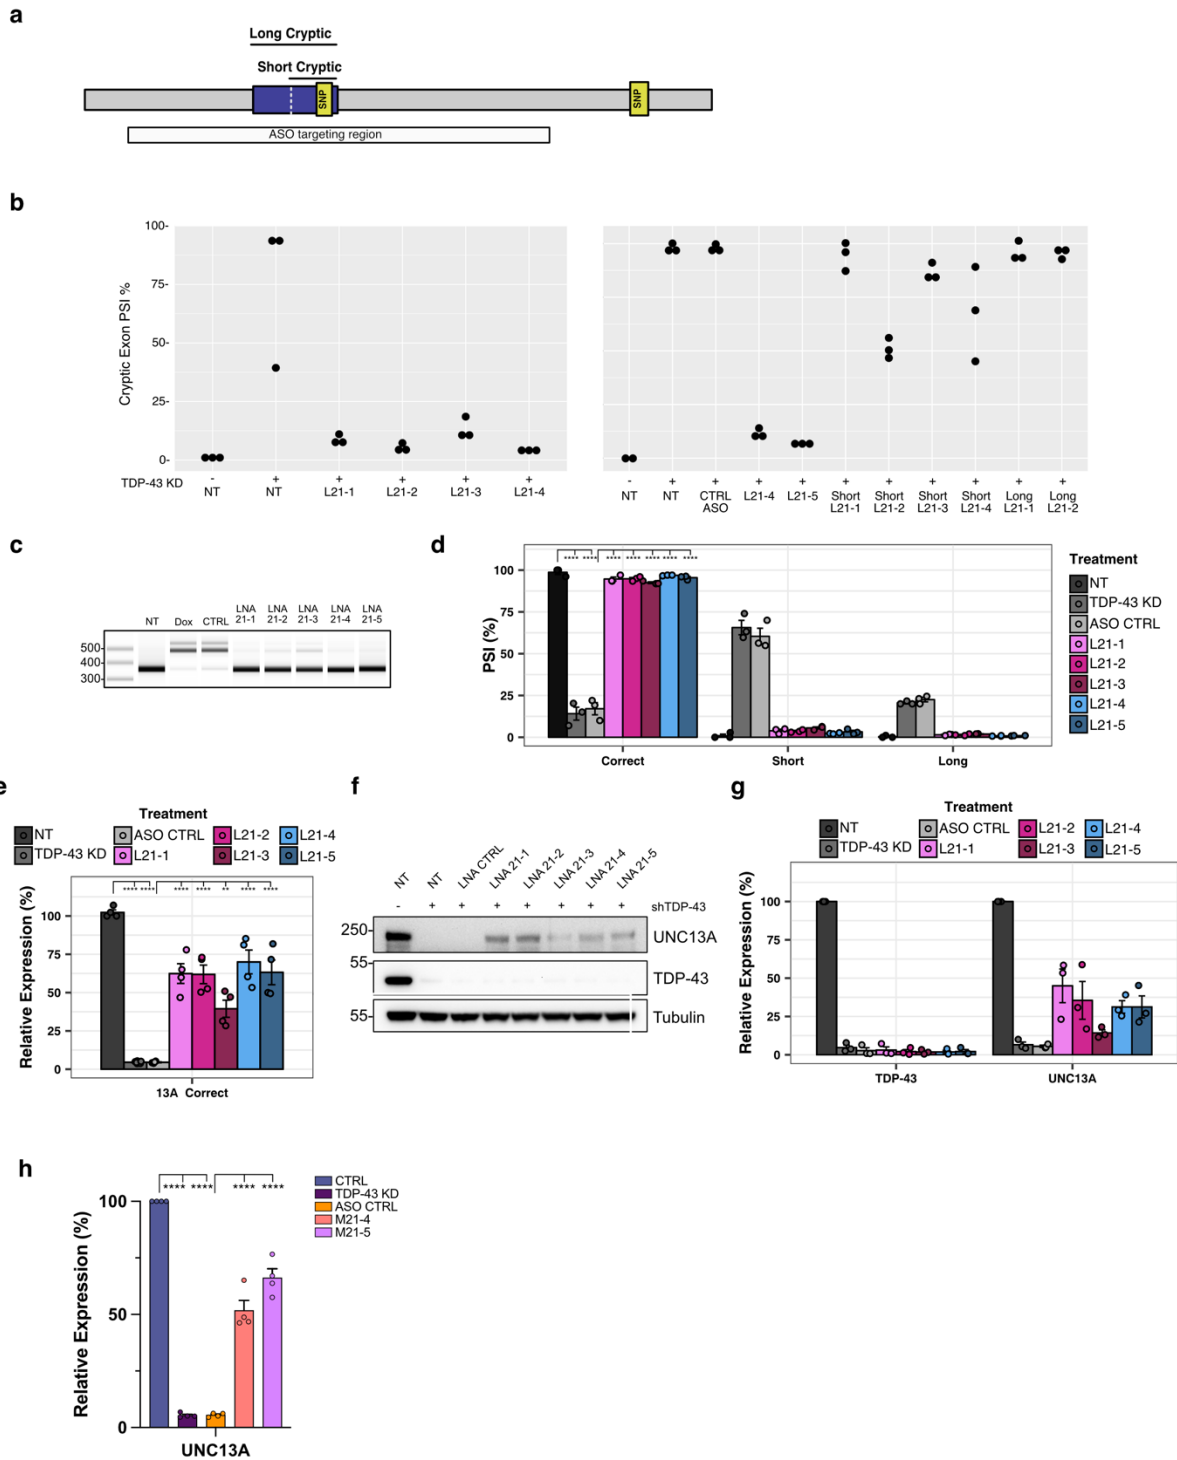 a
Long Cryptic
Short Cryptic
SNP
SNP
ASO targeting region
b
Cryptic Exon PSI %
100-
75-
50-
25-
0-
TDP-43 KD
- + + + + +
NT NT L21-1 L21-2 L21-3 L21-4
- + + + + + + + + + +
NT NT CTRL ASO L21-4 L21-5 Short L21-1 Short L21-2 Short L21-3 Short L21-4 Long L21-1 Long L21-2
c
NT Dox CTRL LNA 21-1 LNA 21-2 LNA 21-3 LNA 21-4 LNA 21-5
500-
400-
300-
d
**** **** **** **** **** **** ****
PSI (%)
100
75
50
25
0
Correct Short Long
Treatment
NT
TDP-43 KD
ASO CTRL
L21-1
L21-2
L21-3
L21-4
L21-5
e
Treatment
NT ASO CTRL L21-2 L21-4
TDP-43 KD L21-1 L21-3 L21-5
**** **** **** **** ** **** ****
Relative Expression (%)
100
75
50
25
0
13A Correct
f
NT NT LNA CTRL LNA 21-1 LNA 21-2 LNA 21-3 LNA 21-4 LNA 21-5
- + + + + + + + shTDP-43
250-
UNC13A
55-
TDP-43
55-
Tubulin
g
Treatment
NT ASO CTRL L21-2 L21-4
TDP-43 KD L21-1 L21-3 L21-5
Relative Expression (%)
100
75
50
25
0
TDP-43 UNC13A
h
**** **** **** ****
Relative Expression (%)
100
50
0
UNC13A
CTRL
TDP-43 KD
ASO CTRL
M21-4
M21-5